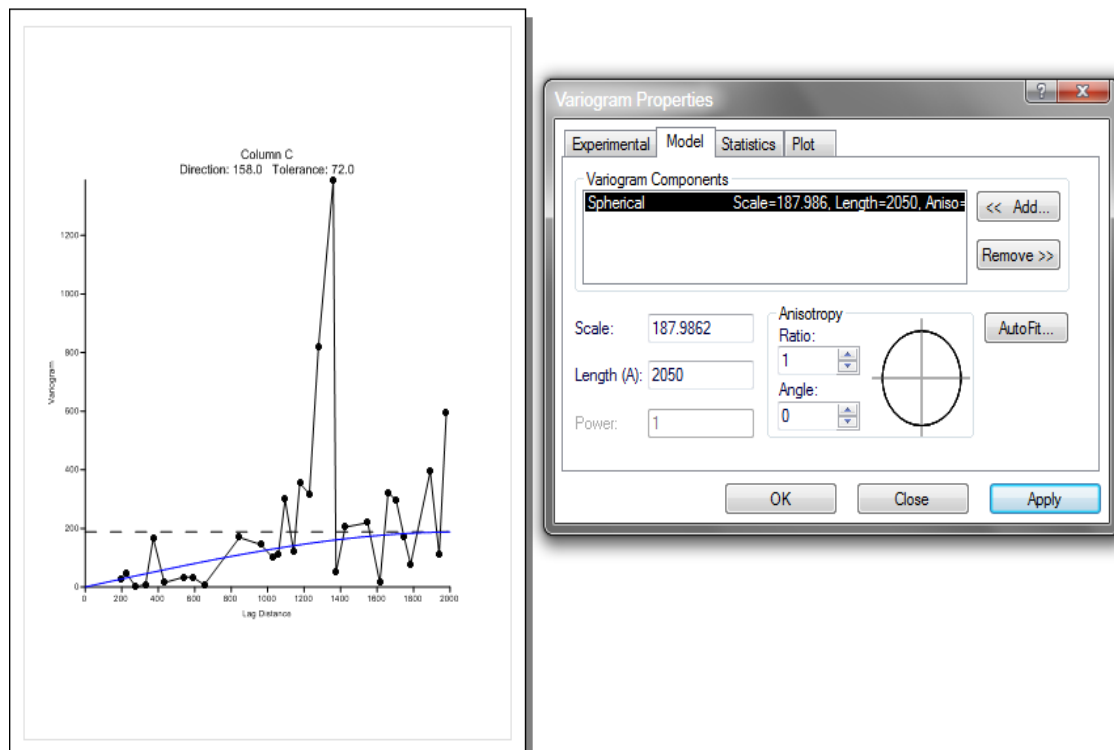 Column C
Direction: 158.0 Tolerance: 72.0
1200
1000
800
600
400
200
0
Variogram
0 200 400 600 800 1000 1200 1400 1600 1800 2000
Lag Distance
Variogram Properties
?
x
Experimental Model Statistics Plot
Variogram Components
Spherical Scale=187.986, Length=2050, Aniso=
<< Add...
Remove >>
Scale: 187.9862
Length (A): 2050
Power: 1
Anisotropy
Ratio:
1
Angle:
0
AutoFit...
OK Close Apply